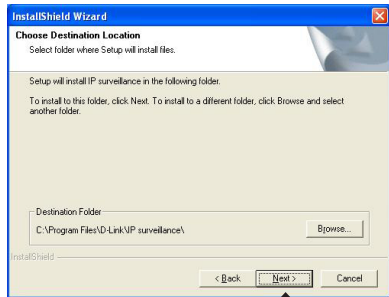 InstallShield Wizard
Choose Destination Location
Select folder where Setup will install files.
Setup will install IP surveillance in the following folder.
To install to this folder, click Next. To install to a different folder, click Browse and select
another folder.
Destination Folder
C:\Program Files\D-Link\IP surveillance\
Browse...
InstallShield
< Back
Next >
Cancel